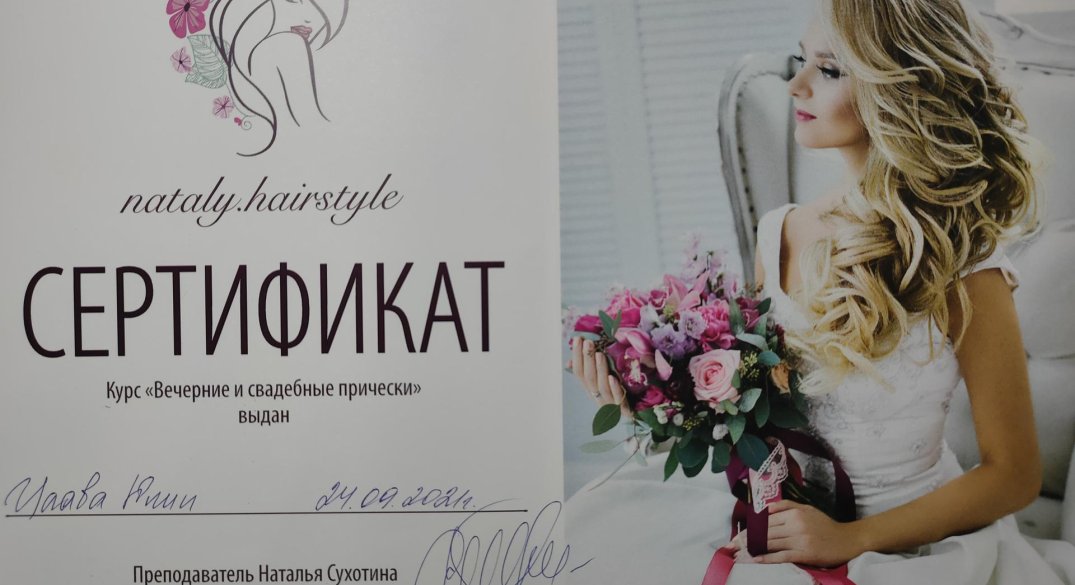 nataly.hairstyle
СЕРТИФИКАТ
Курс «Вечерние и свадебные прически»
выдан
24.09.2021г.
Преподаватель Наталья Сухотина